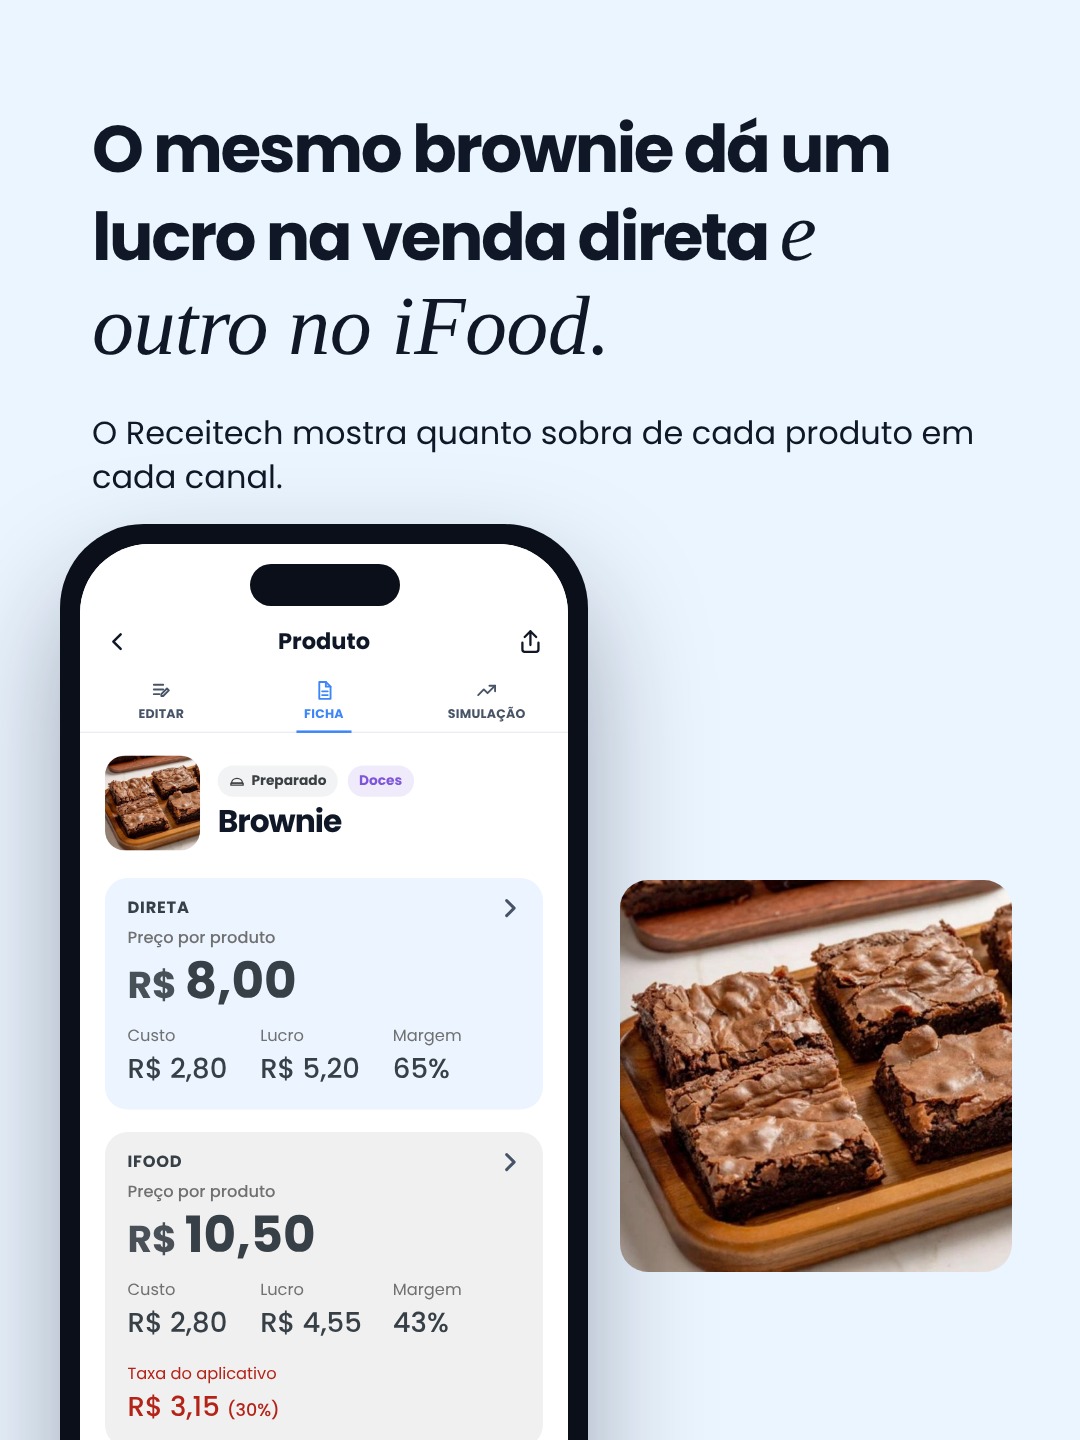 O mesmo brownie dá um
lucro na venda direta e
outro no iFood.
O Receitech mostra quanto sobra de cada produto em
cada canal.
Produto
EDITAR FICHA SIMULAÇÃO
Preparado Doces
Brownie
DIRETA
Preço por produto
R$ 8,00
Custo Lucro Margem
R$ 2,80 R$ 5,20 65%
IFOOD
Preço por produto
R$ 10,50
Custo Lucro Margem
R$ 2,80 R$ 4,55 43%
Taxa do aplicativo
R$ 3,15 (30%)